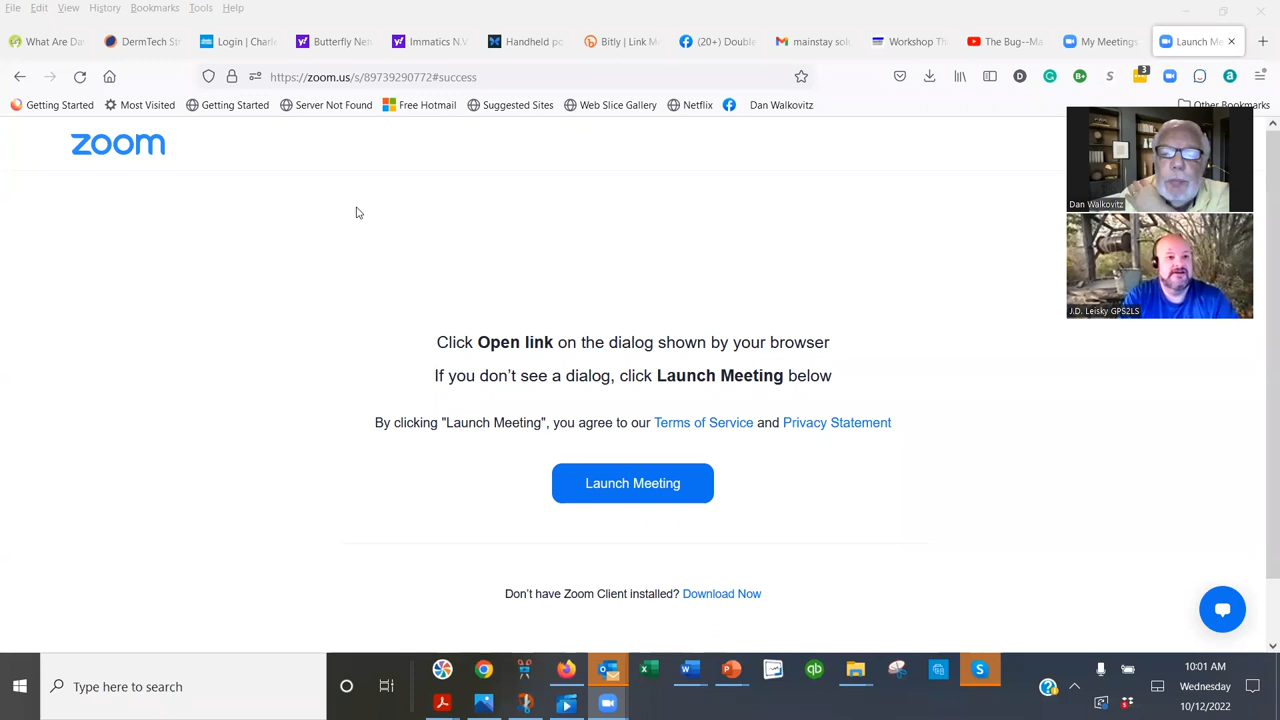 File Edit View History Bookmarks Tools Help
What Are Da
DermTech St
Login | Charl
Butterfly Net
Immatics N.V
Handheld po
Bitly | Link M
(20+) Double
mainstay sol
Workshop Th
The Bug--Ma
My Meetings
Launch Me
https://zoom.us/s/89739290772#success
3
Getting Started Most Visited Getting Started Server Not Found Free Hotmail Suggested Sites Web Slice Gallery Netflix Dan Walkovitz Other Bookmarks
zoom
Dan Walkovitz
J.D. Leisky GPS2LS
Click Open link on the dialog shown by your browser
If you don’t see a dialog, click Launch Meeting below
By clicking "Launch Meeting", you agree to our Terms of Service and Privacy Statement
Launch Meeting
Don’t have Zoom Client installed? Download Now
Type here to search
10:01 AM
Wednesday
10/12/2022